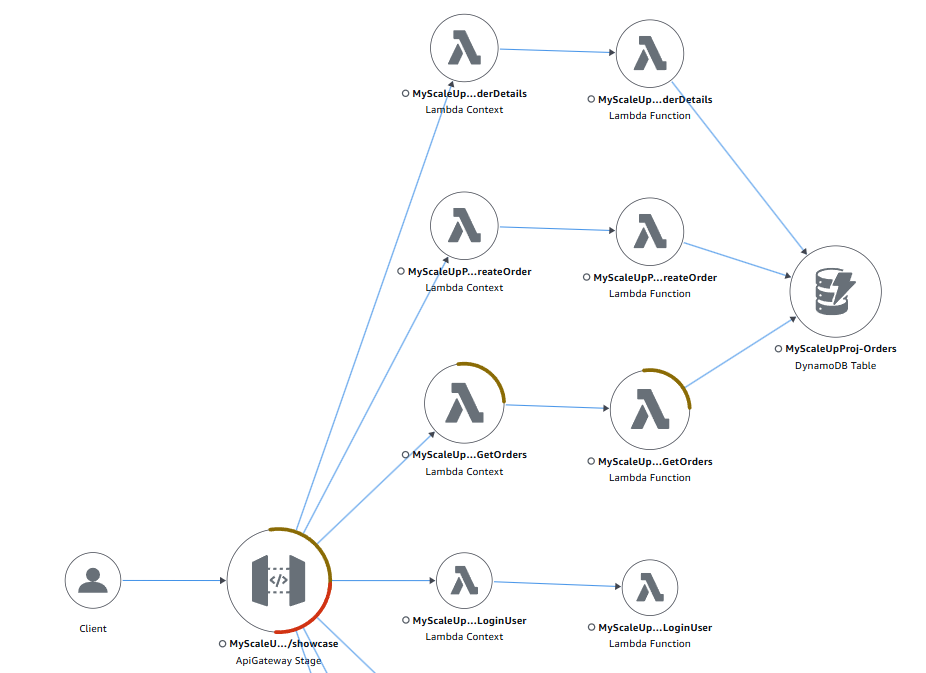 MyScaleUp...derDetails
Lambda Context
MyScaleUp...derDetails
Lambda Function
MyScaleUpP...reateOrder
Lambda Context
MyScaleUpP...reateOrder
Lambda Function
MyScaleUpProj-Orders
DynamoDB Table
MyScaleUp...GetOrders
Lambda Context
MyScaleUp...GetOrders
Lambda Function
</>
Client
MyScaleU.../showcase
ApiGateway Stage
MyScaleUp...LoginUser
Lambda Context
MyScaleUp...LoginUser
Lambda Function